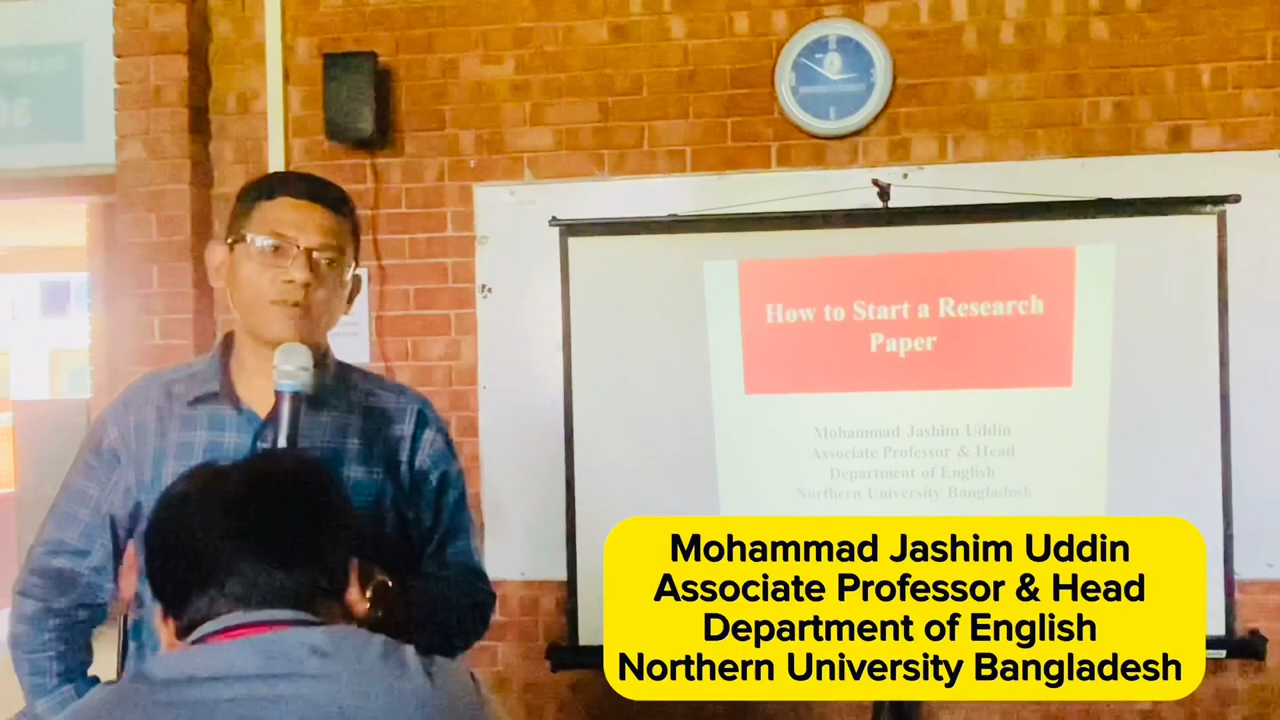 How to Start a Research
Paper
Mohammad Jashim Uddin
Associate Professor & Head
Department of English
Northern University Bangladesh
Mohammad Jashim Uddin
Associate Professor & Head
Department of English
Northern University Bangladesh